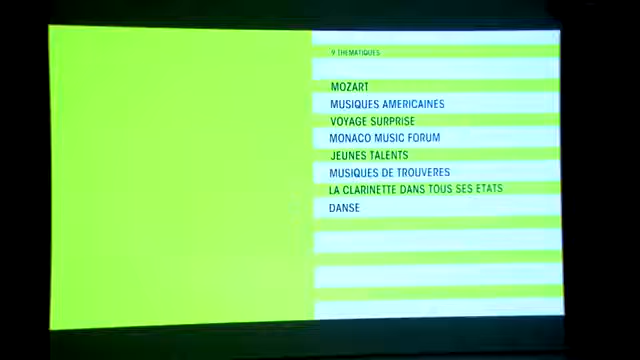 9 THEMATIQUES
MOZART
MUSIQUES AMERICAINES
VOYAGE SURPRISE
MONACO MUSIC FORUM
JEUNES TALENTS
MUSIQUES DE TROUVERES
LA CLARINETTE DANS TOUS SES ETATS
DANSE